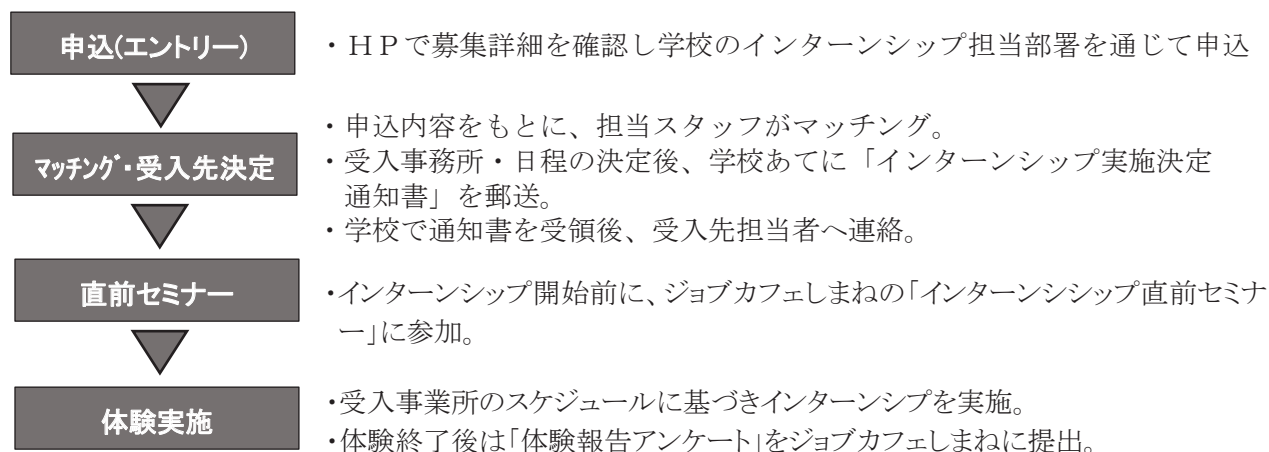 申込(エントリー)
・HPで募集詳細を確認し学校のインターンシップ担当部署を通じて申込
マッチング・受入先決定
・申込内容をもとに、担当スタッフがマッチング。
・受入事務所・日程の決定後、学校あてに「インターンシップ実施決定
通知書」を郵送。
・学校で通知書を受領後、受入先担当者へ連絡。
直前セミナー
・インターンシップ開始前に、ジョブカフェしまねの「インターンシシップ直前セミナ
ー」に参加。
体験実施
・受入事業所のスケジュールに基づきインターンシプを実施。
・体験終了後は「体験報告アンケート」をジョブカフェしまねに提出。